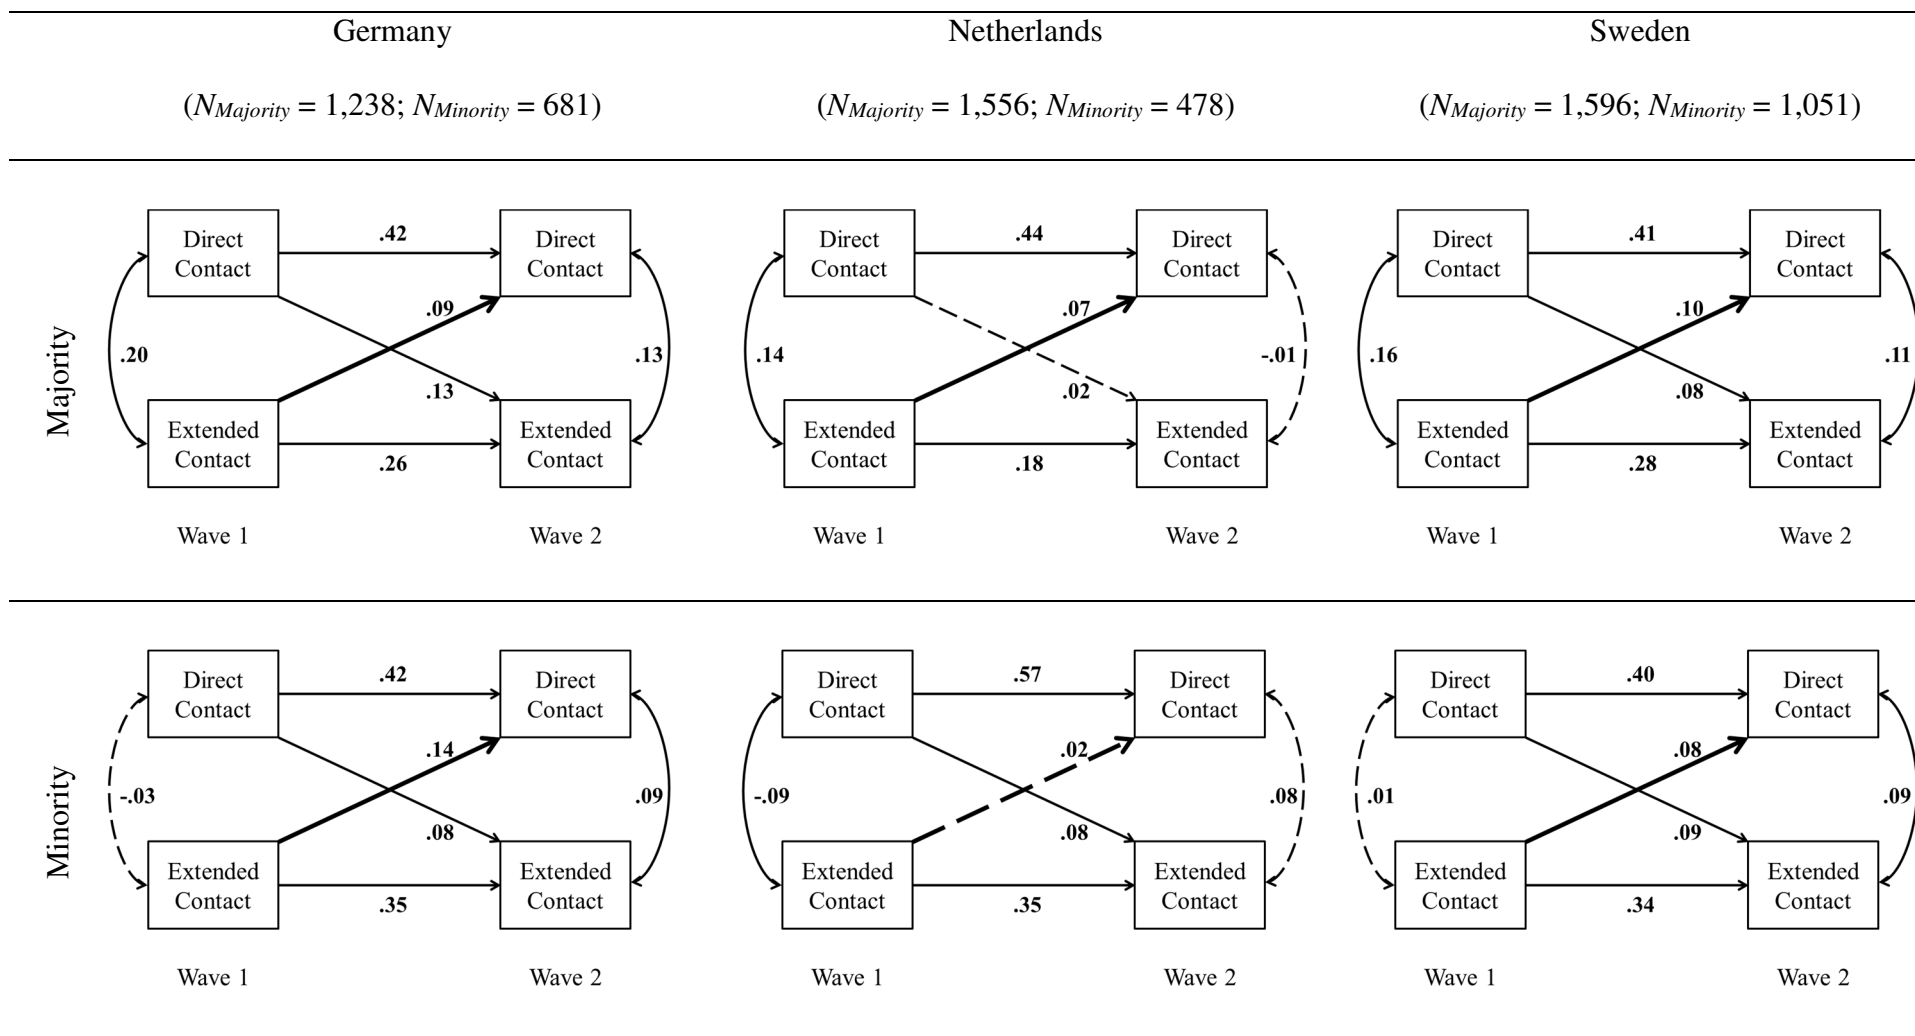 Germany
Netherlands
Sweden
(N Majority = 1,238; N Minority = 681)
(N Majority = 1,556; N Minority = 478)
(N Majority = 1,596; N Minority = 1,051)
Majority
Direct
Contact
.42
Direct
Contact
.09
.20
.13
.13
Extended
Contact
.26
Extended
Contact
Wave 1
Wave 2
Direct
Contact
.44
Direct
Contact
.07
.14
-.01
.02
Extended
Contact
.18
Extended
Contact
Wave 1
Wave 2
Direct
Contact
.41
Direct
Contact
.10
.16
.11
.08
Extended
Contact
.28
Extended
Contact
Wave 1
Wave 2
Minority
Direct
Contact
.42
Direct
Contact
.14
-.03
.09
.08
Extended
Contact
.35
Extended
Contact
Wave 1
Wave 2
Direct
Contact
.57
Direct
Contact
.02
-.09
.08
.08
Extended
Contact
.35
Extended
Contact
Wave 1
Wave 2
Direct
Contact
.40
Direct
Contact
.08
.01
.09
.09
Extended
Contact
.34
Extended
Contact
Wave 1
Wave 2